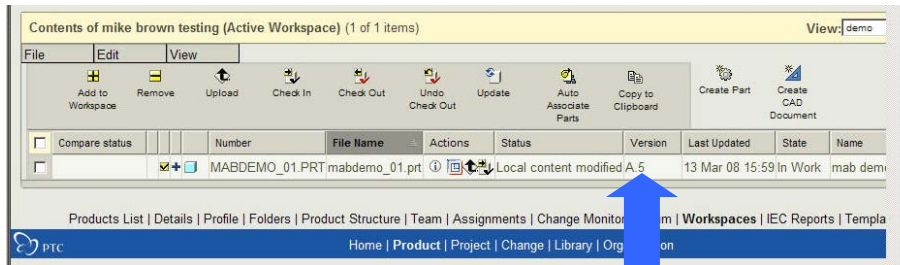 Contents of mike brown testing (Active Workspace) (1 of 1 items) View: demo
File Edit View
Add to Workspace Remove Upload Check In Check Out Undo Check Out Update Auto Associate Parts Copy to Clipboard Create Part Create CAD Document
Compare status Number File Name Actions Status Version Last Updated State Name
MABDEMO_01.PRT mabdemo_01.prt Local content modified A.5 13 Mar 08 15:59 In Work mab demo
Products List | Details | Profile | Folders | Product Structure | Team | Assignments | Change Monitor | Workspaces | IEC Reports | Templa
PTC Home | Product | Project | Change | Library |